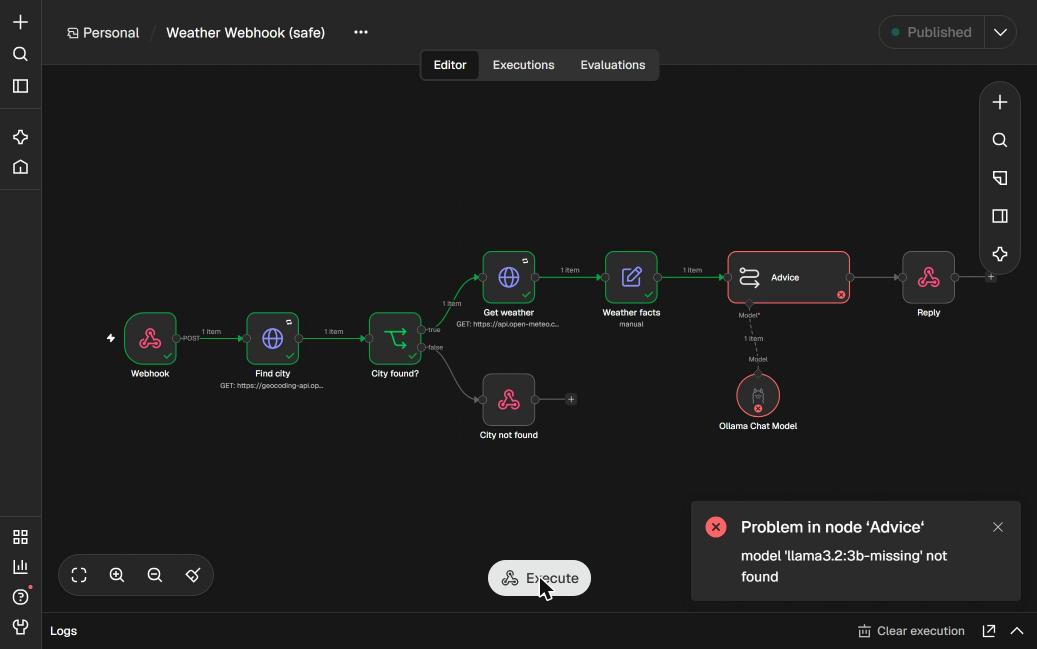 Personal / Weather Webhook (safe)
Published
Editor Executions Evaluations
Webhook
POST
1 item
Find city
GET: https://geocoding-api.op...
1 item
City found?
true
false
1 item
Get weather
GET: https://api.open-meteo.c...
1 item
Weather facts
manual
1 item
Advice
Model*
1 item
Model
Ollama Chat Model
Reply
City not found
Execute
Problem in node ‘Advice‘
model 'llama3.2:3b-missing' not
found
Logs
Clear execution